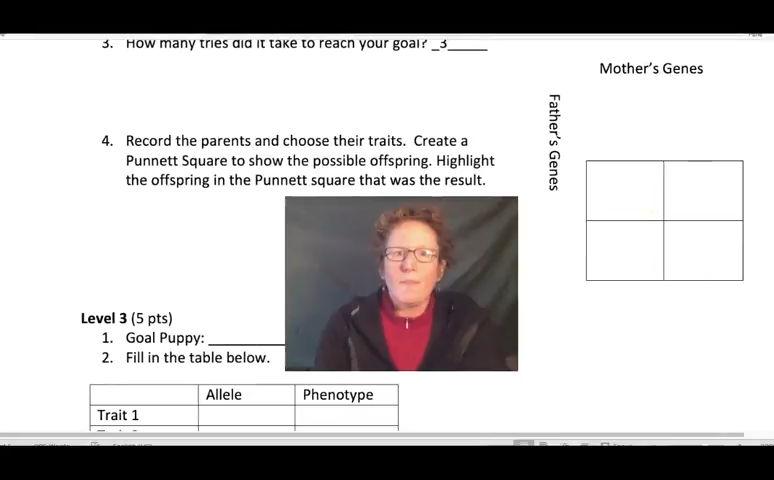 3. How many tries did it take to reach your goal? _3_____
Mother's Genes
Father's Genes
4. Record the parents and choose their traits. Create a
Punnett Square to show the possible offspring. Highlight
the offspring in the Punnett square that was the result.
Level 3 (5 pts)
1. Goal Puppy: __________
2. Fill in the table below.
Allele Phenotype
Trait 1